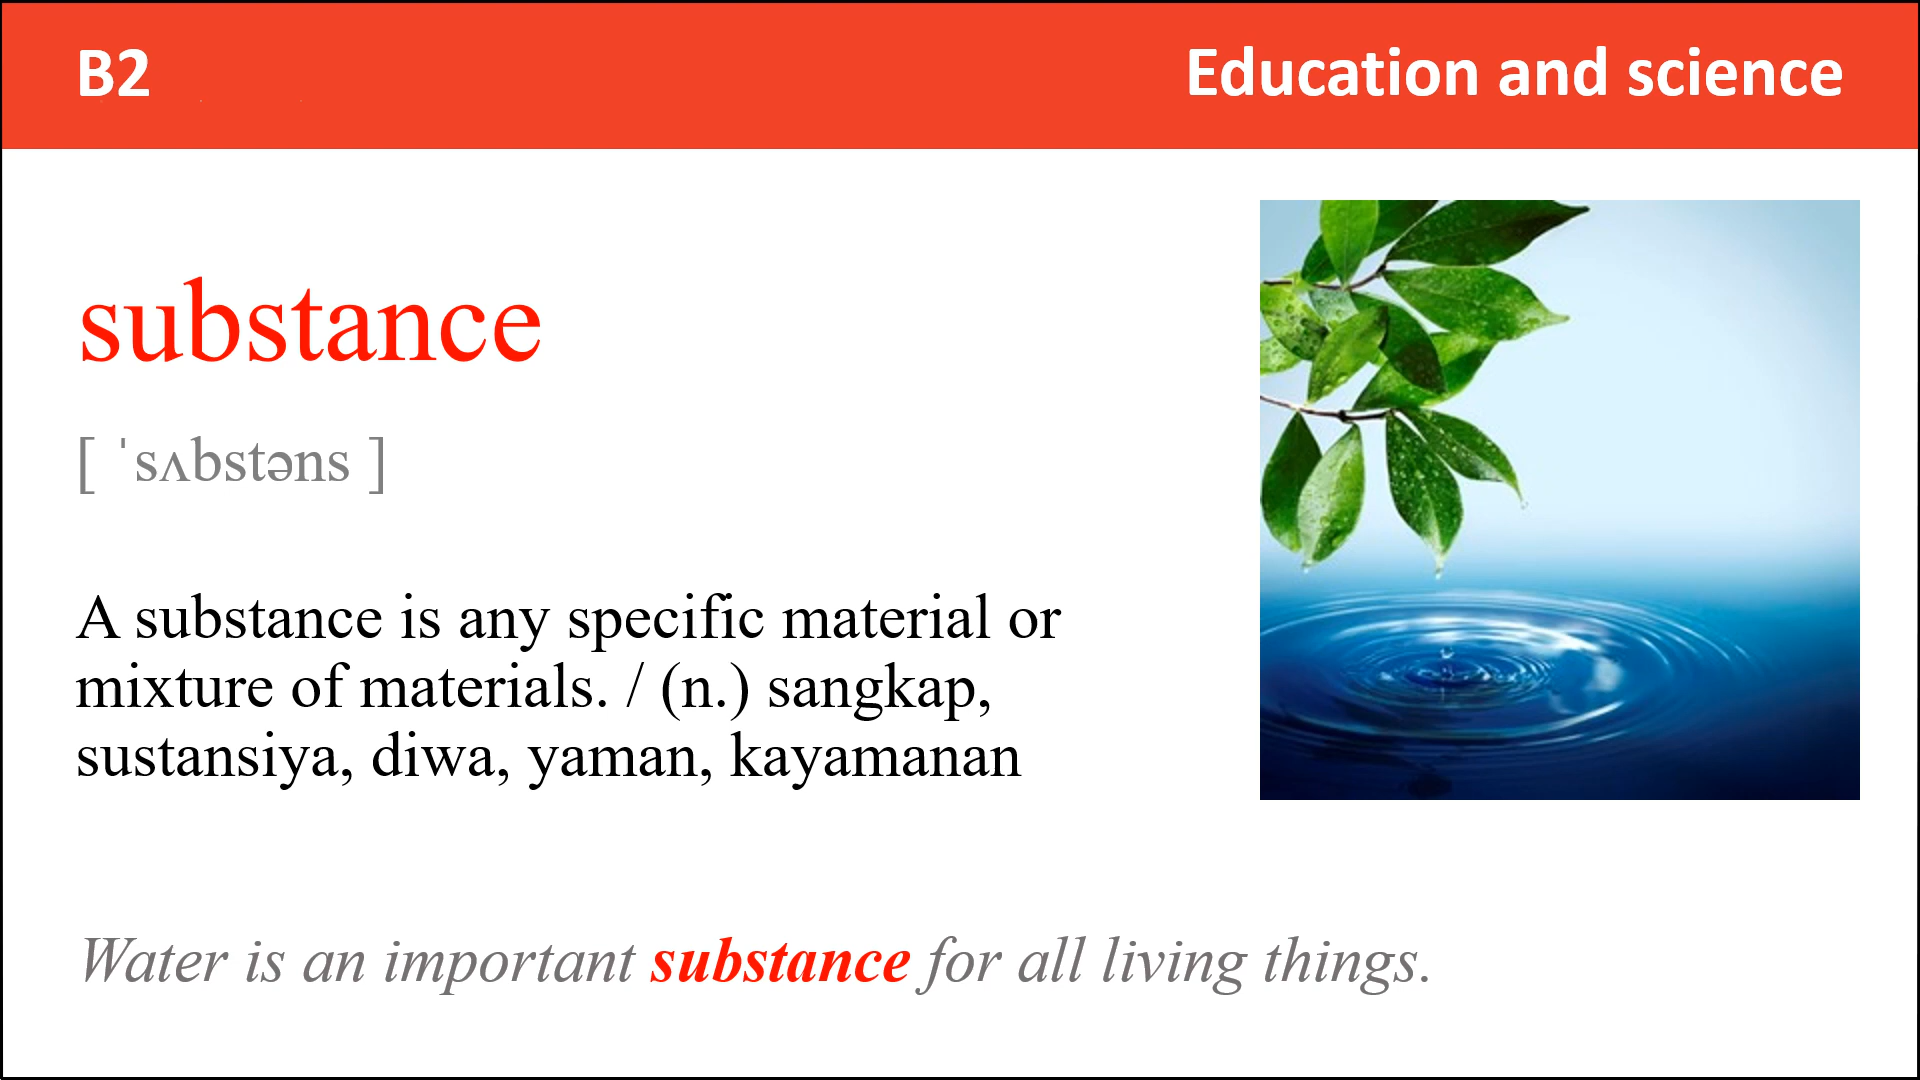 B2
Education and science
substance
[ ˈsʌbstəns ]
A substance is any specific material or
mixture of materials. / (n.) sangkap,
sustansiya, diwa, yaman, kayamanan
Water is an important substance for all living things.